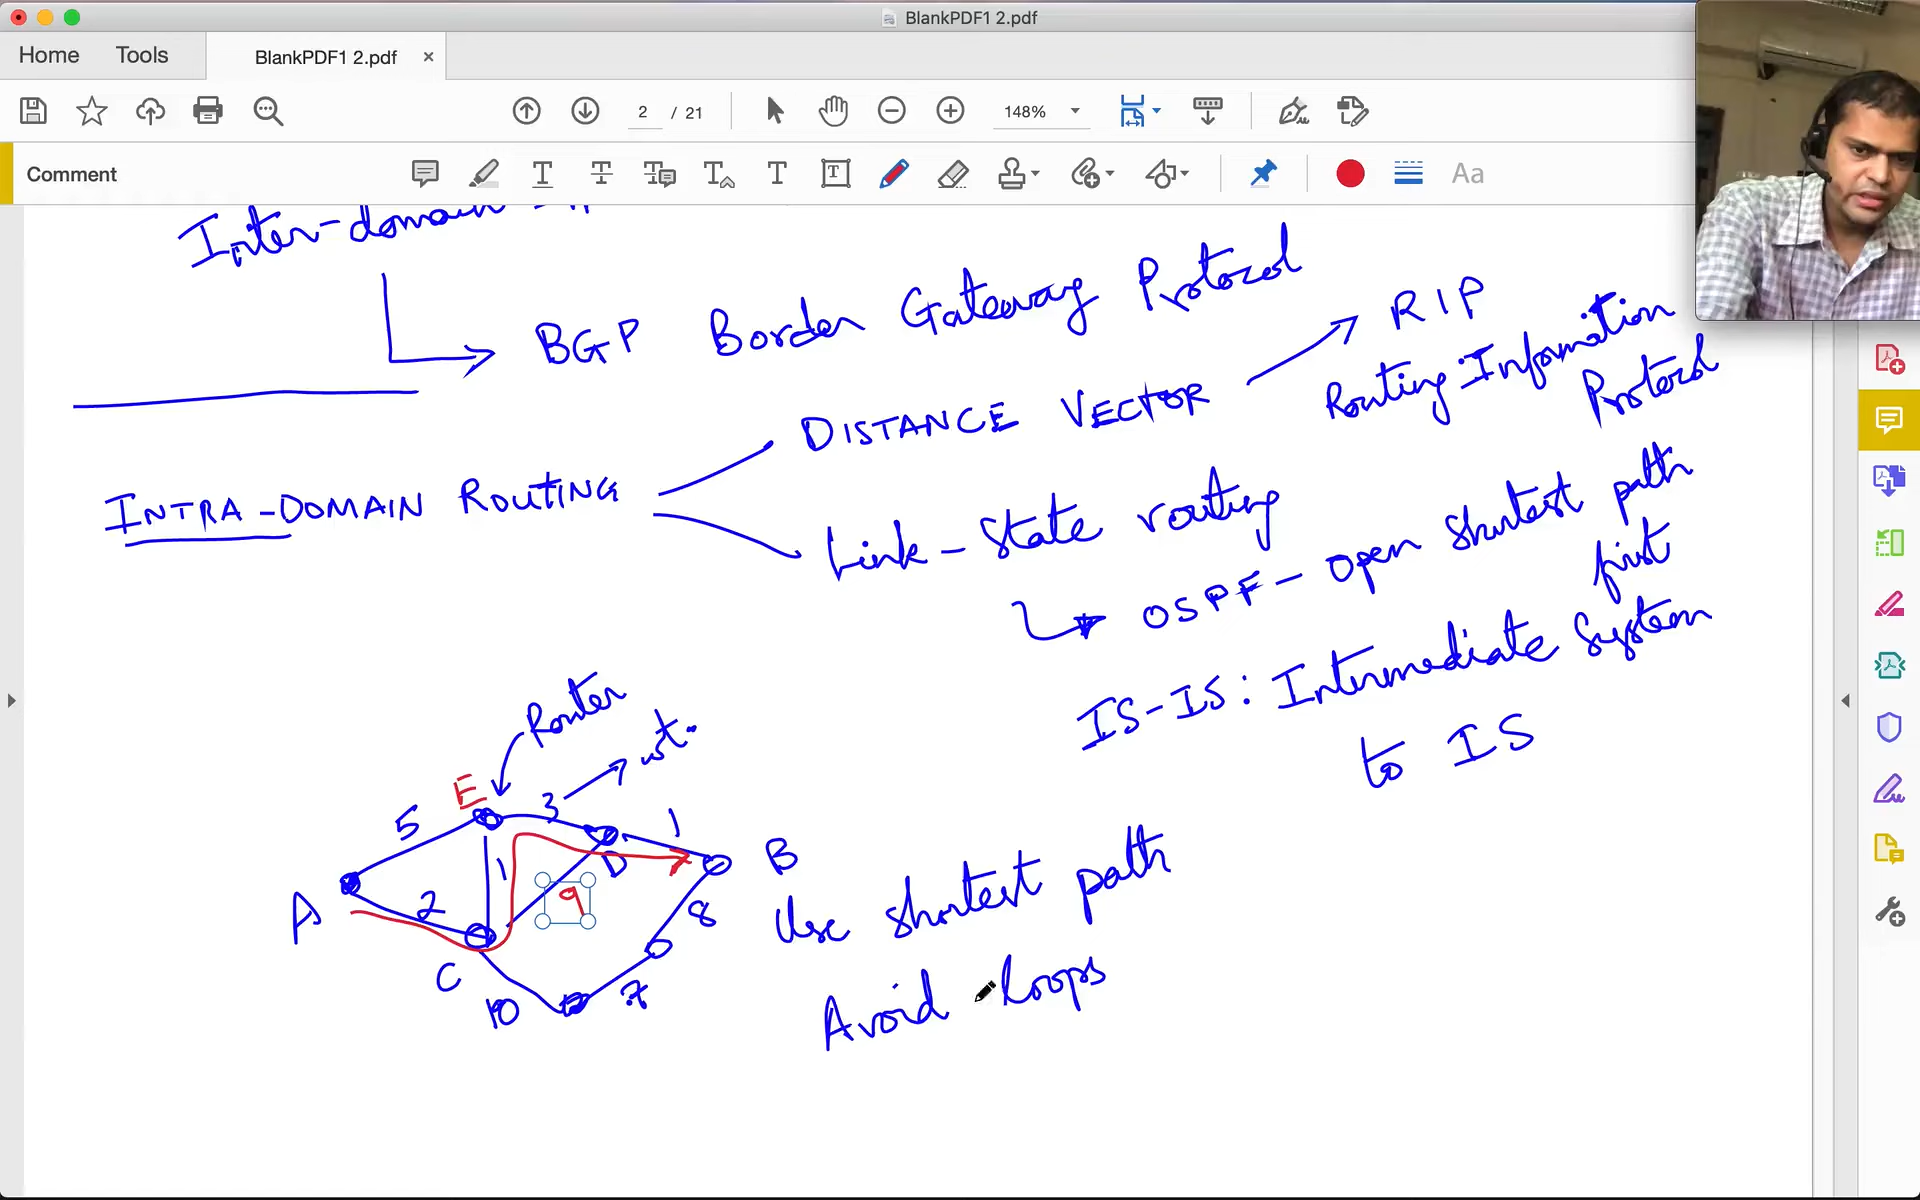 BlankPDF1 2.pdf
Home Tools BlankPDF1 2.pdf ×
2 / 21 148%
Comment Aa
Inter-domain
BGP Border Gateway Protocol
RIP
Routing Information
Protocol
DISTANCE VECTOR
INTRA-DOMAIN ROUTING
Link-State routing
OSPF - Open Shortest path
first
IS-IS: Intermediate System
to IS
Router
wt.
E
5 3 1
1 D B
9
A 2
8
C
10 7
Use shortest path
Avoid loops